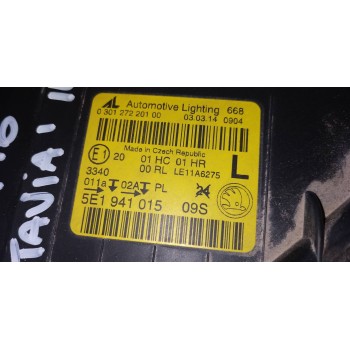 AL Automotive Lighting 668
0 301 272 201 00 03.03.14 0904
Made in Czech Republic
E1 20 01 HC 01 HR L
3340 00 RL LE11A6275
011a 02A PL
5E1 941 015 09S
TAVIA I